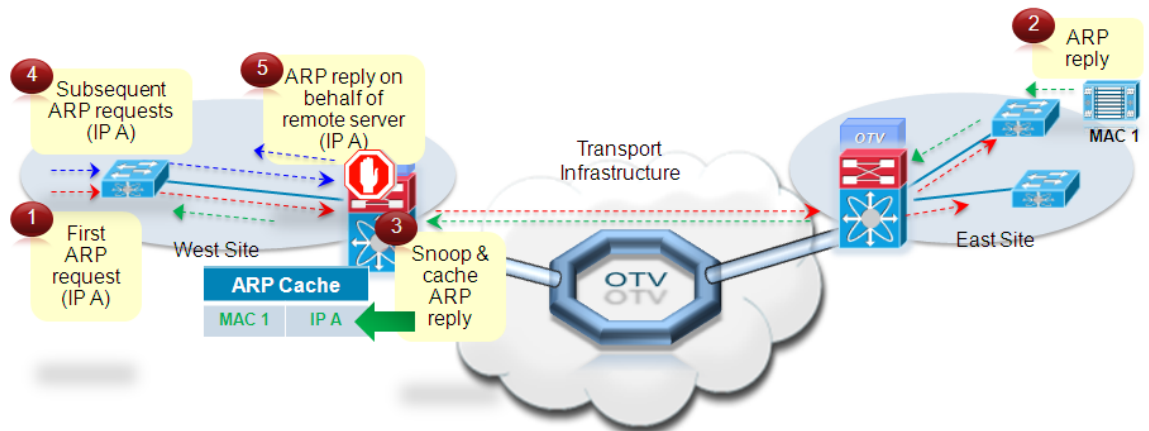 4
Subsequent
ARP requests
(IP A)
5
ARP reply on
behalf of
remote server
(IP A)
2
ARP
reply
MAC 1
OTV
Transport
Infrastructure
1
First
ARP
request
(IP A)
West Site
3
Snoop &
cache
ARP
reply
East Site
ARP Cache
MAC 1 IP A
OTV
OTV